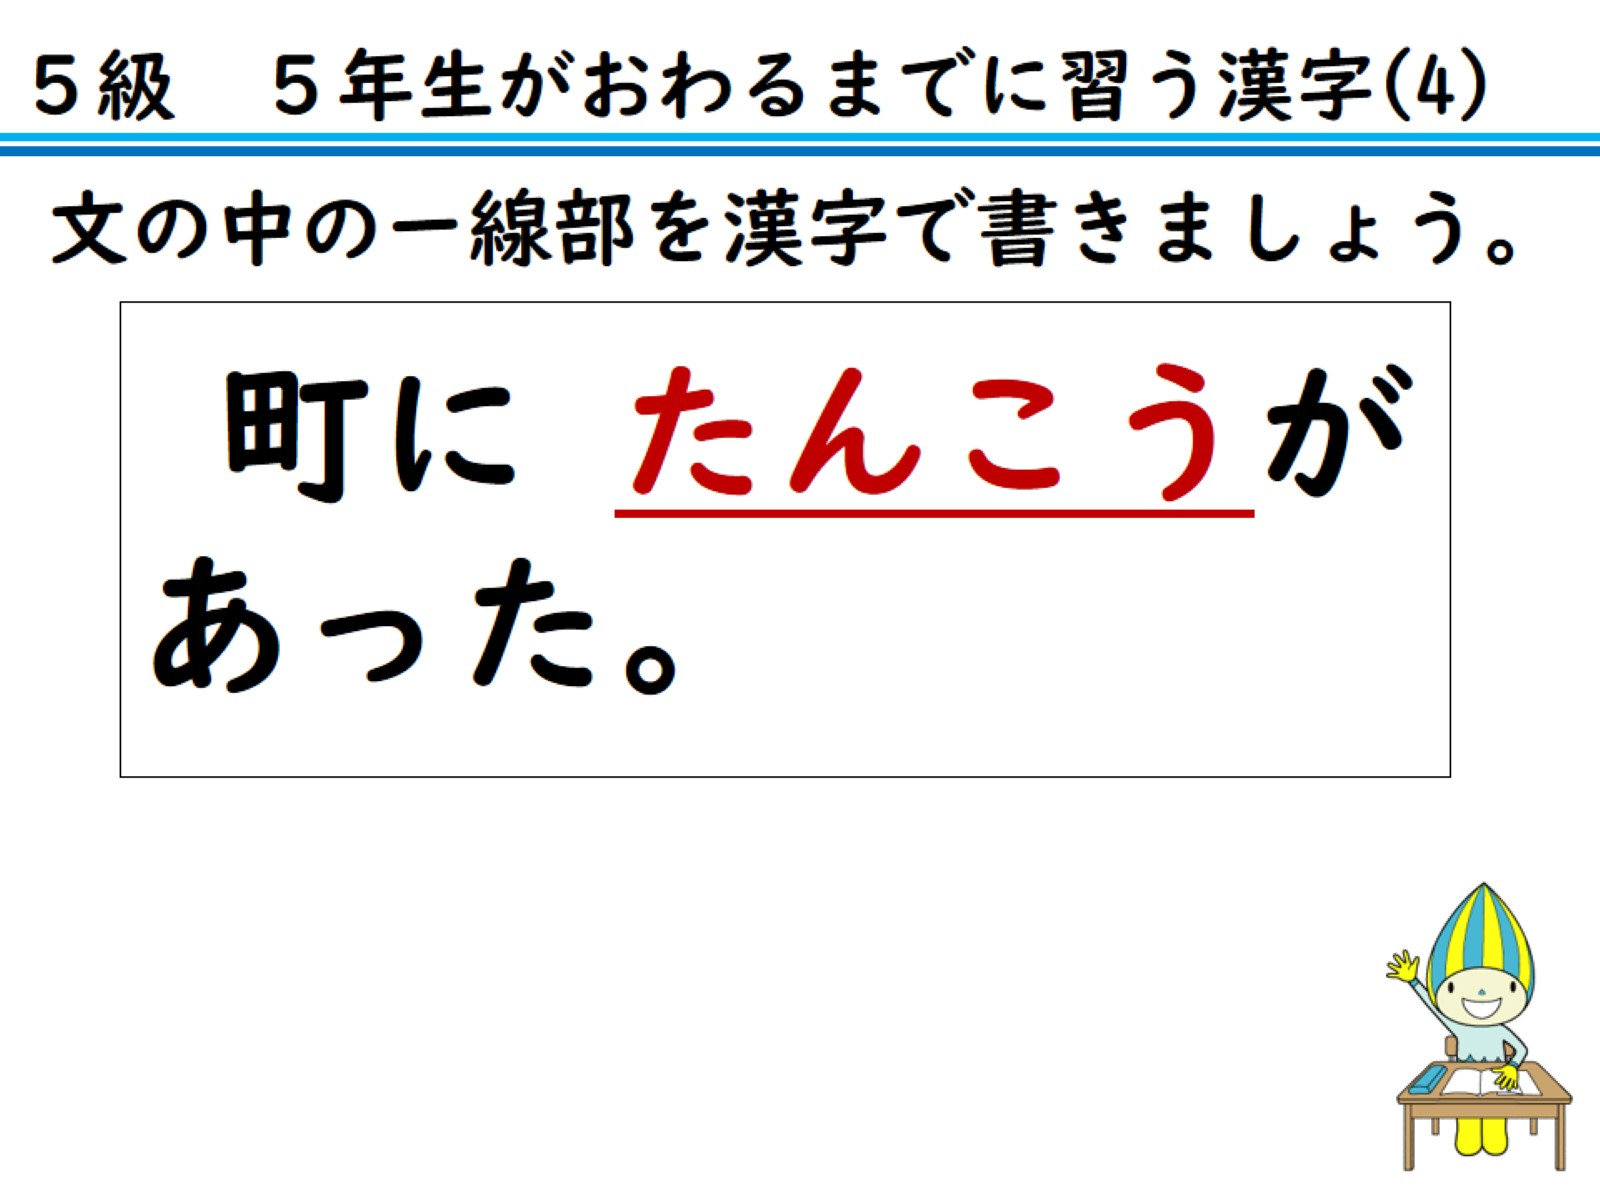 ５級　５年生がおわるまでに習う漢字(4)
文の中の一線部を漢字で書きましょう。
町に たんこうが
あった。